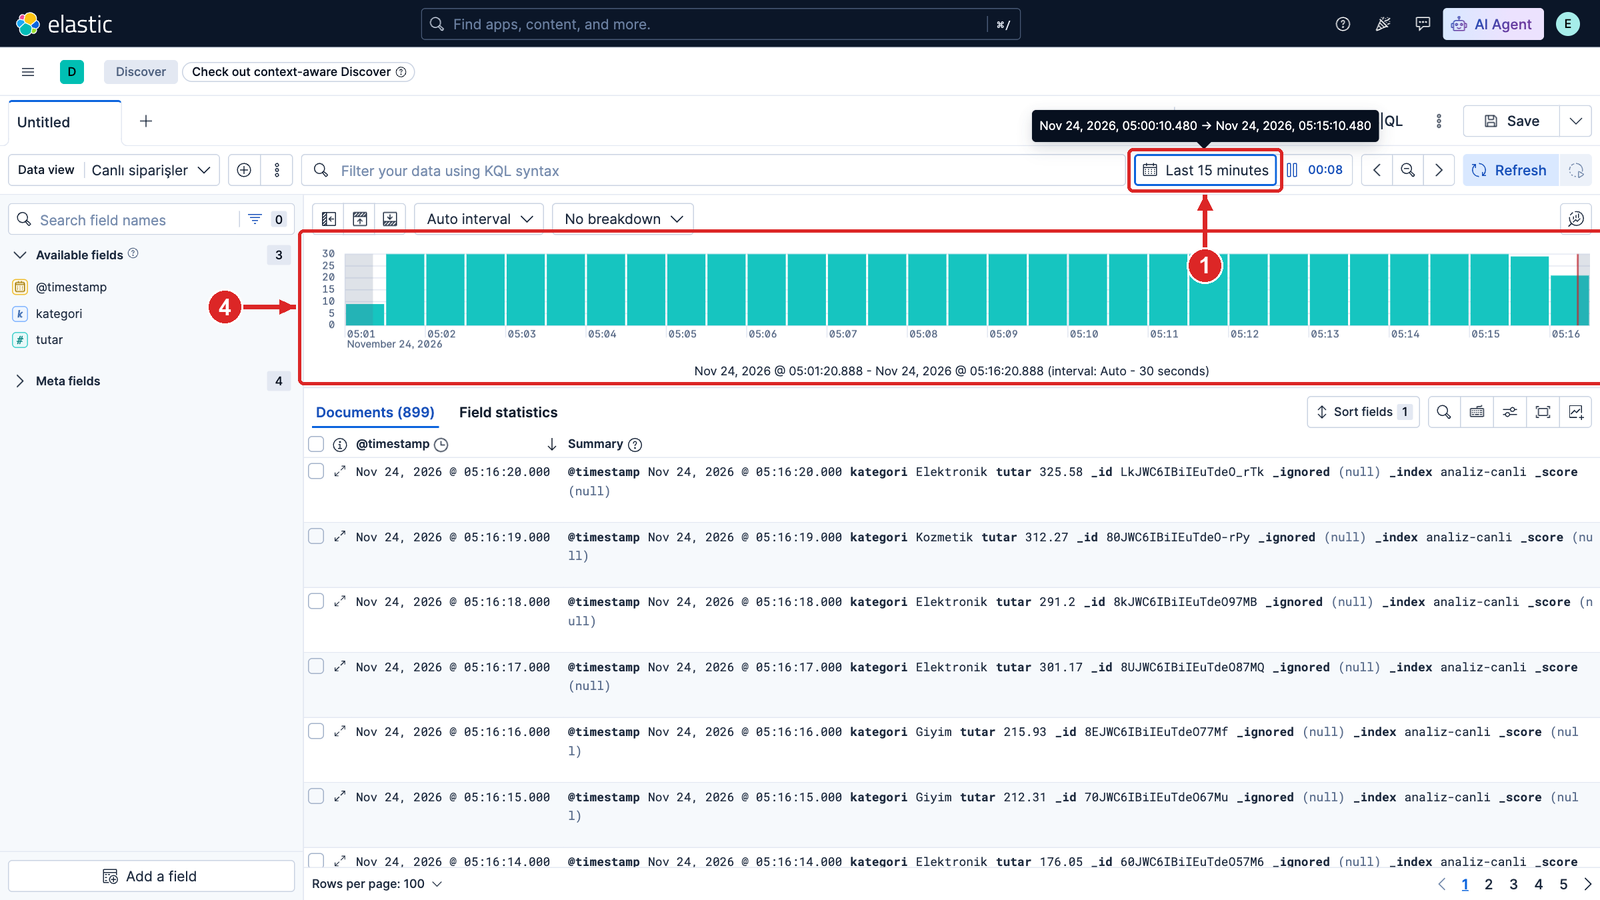 elastic
Find apps, content, and more.
⌘/
AI Agent
E
D
Discover
Check out context-aware Discover
Untitled
Nov 24, 2026, 05:00:10.480 → Nov 24, 2026, 05:15:10.480
QL
Save
Data view
Canlı siparişler
Filter your data using KQL syntax
Last 15 minutes
00:08
Refresh
Search field names
0
Auto interval
No breakdown
Available fields
3
@timestamp
k kategori
# tutar
Meta fields
4
1
4
30
25
20
15
10
5
0
05:01 05:02 05:03 05:04 05:05 05:06 05:07 05:08 05:09 05:10 05:11 05:12 05:13 05:14 05:15 05:16
November 24, 2026
Nov 24, 2026 @ 05:01:20.888 - Nov 24, 2026 @ 05:16:20.888 (interval: Auto - 30 seconds)
Documents (899)
Field statistics
Sort fields 1
@timestamp
Summary
Nov 24, 2026 @ 05:16:20.000 @timestamp Nov 24, 2026 @ 05:16:20.000 kategori Elektronik tutar 325.58 _id LkJWC6IBiIEuTdeO_rTk _ignored (null) _index analiz-canli _score
(null)
Nov 24, 2026 @ 05:16:19.000 @timestamp Nov 24, 2026 @ 05:16:19.000 kategori Kozmetik tutar 312.27 _id 80JWC6IBiIEuTdeO-rPy _ignored (null) _index analiz-canli _score (nu
ll)
Nov 24, 2026 @ 05:16:18.000 @timestamp Nov 24, 2026 @ 05:16:18.000 kategori Elektronik tutar 291.2 _id 8kJWC6IBiIEuTdeO97MB _ignored (null) _index analiz-canli _score (n
ull)
Nov 24, 2026 @ 05:16:17.000 @timestamp Nov 24, 2026 @ 05:16:17.000 kategori Elektronik tutar 301.17 _id 8UJWC6IBiIEuTdeO87MQ _ignored (null) _index analiz-canli _score
(null)
Nov 24, 2026 @ 05:16:16.000 @timestamp Nov 24, 2026 @ 05:16:16.000 kategori Giyim tutar 215.93 _id 8EJWC6IBiIEuTdeO77Mf _ignored (null) _index analiz-canli _score (nul
l)
Nov 24, 2026 @ 05:16:15.000 @timestamp Nov 24, 2026 @ 05:16:15.000 kategori Giyim tutar 212.31 _id 70JWC6IBiIEuTdeO67Mu _ignored (null) _index analiz-canli _score (nul
l)
Nov 24, 2026 @ 05:16:14.000 @timestamp Nov 24, 2026 @ 05:16:14.000 kategori Elektronik tutar 176.05 _id 60JWC6IBiIEuTdeO57M6 _ignored (null) _index analiz-canli _score
Add a field
Rows per page: 100
1 2 3 4 5